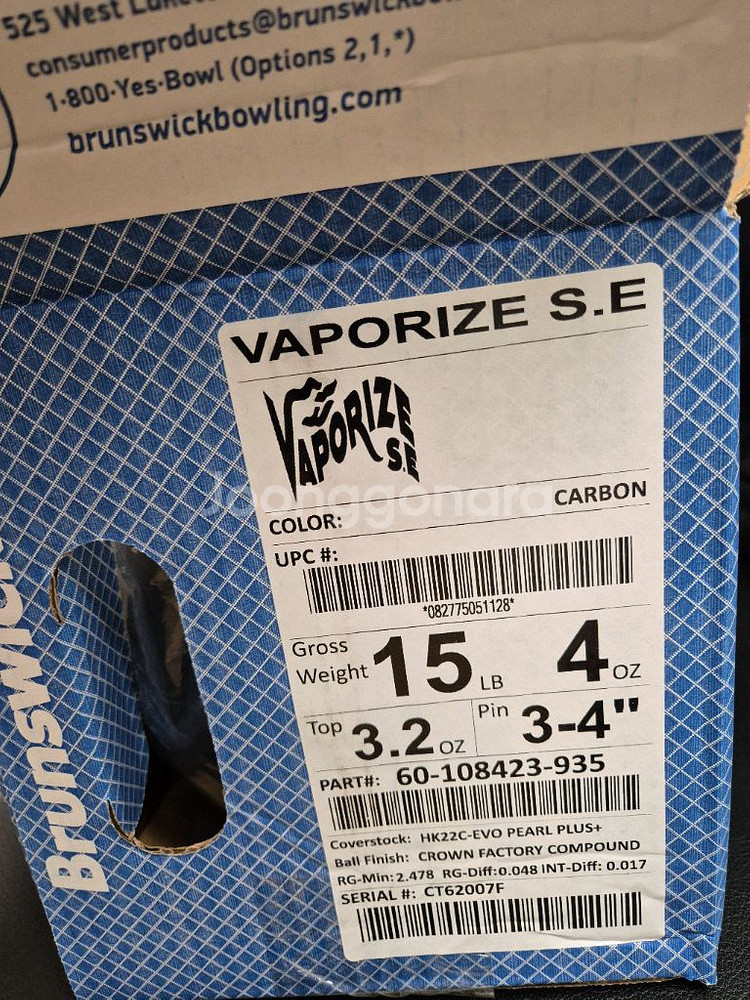 525 West
consumerproducts@brunswickbo
1-800-Yes-Bowl (Options 2,1,*)
brunswickbowling.com
VAPORIZE S.E
VAPORIZE
S.E
Joonggonara
COLOR: CARBON
UPC #:
*082775051128*
Gross
Weight 15 LB 4 OZ
Top 3.2 OZ Pin 3-4"
PART#: 60-108423-935
Coverstock: HK22C-EVO PEARL PLUS+
Ball Finish: CROWN FACTORY COMPOUND
RG-Min: 2.478 RG-Diff:0.048 INT-Diff: 0.017
SERIAL #: CT62007F
Brunswick